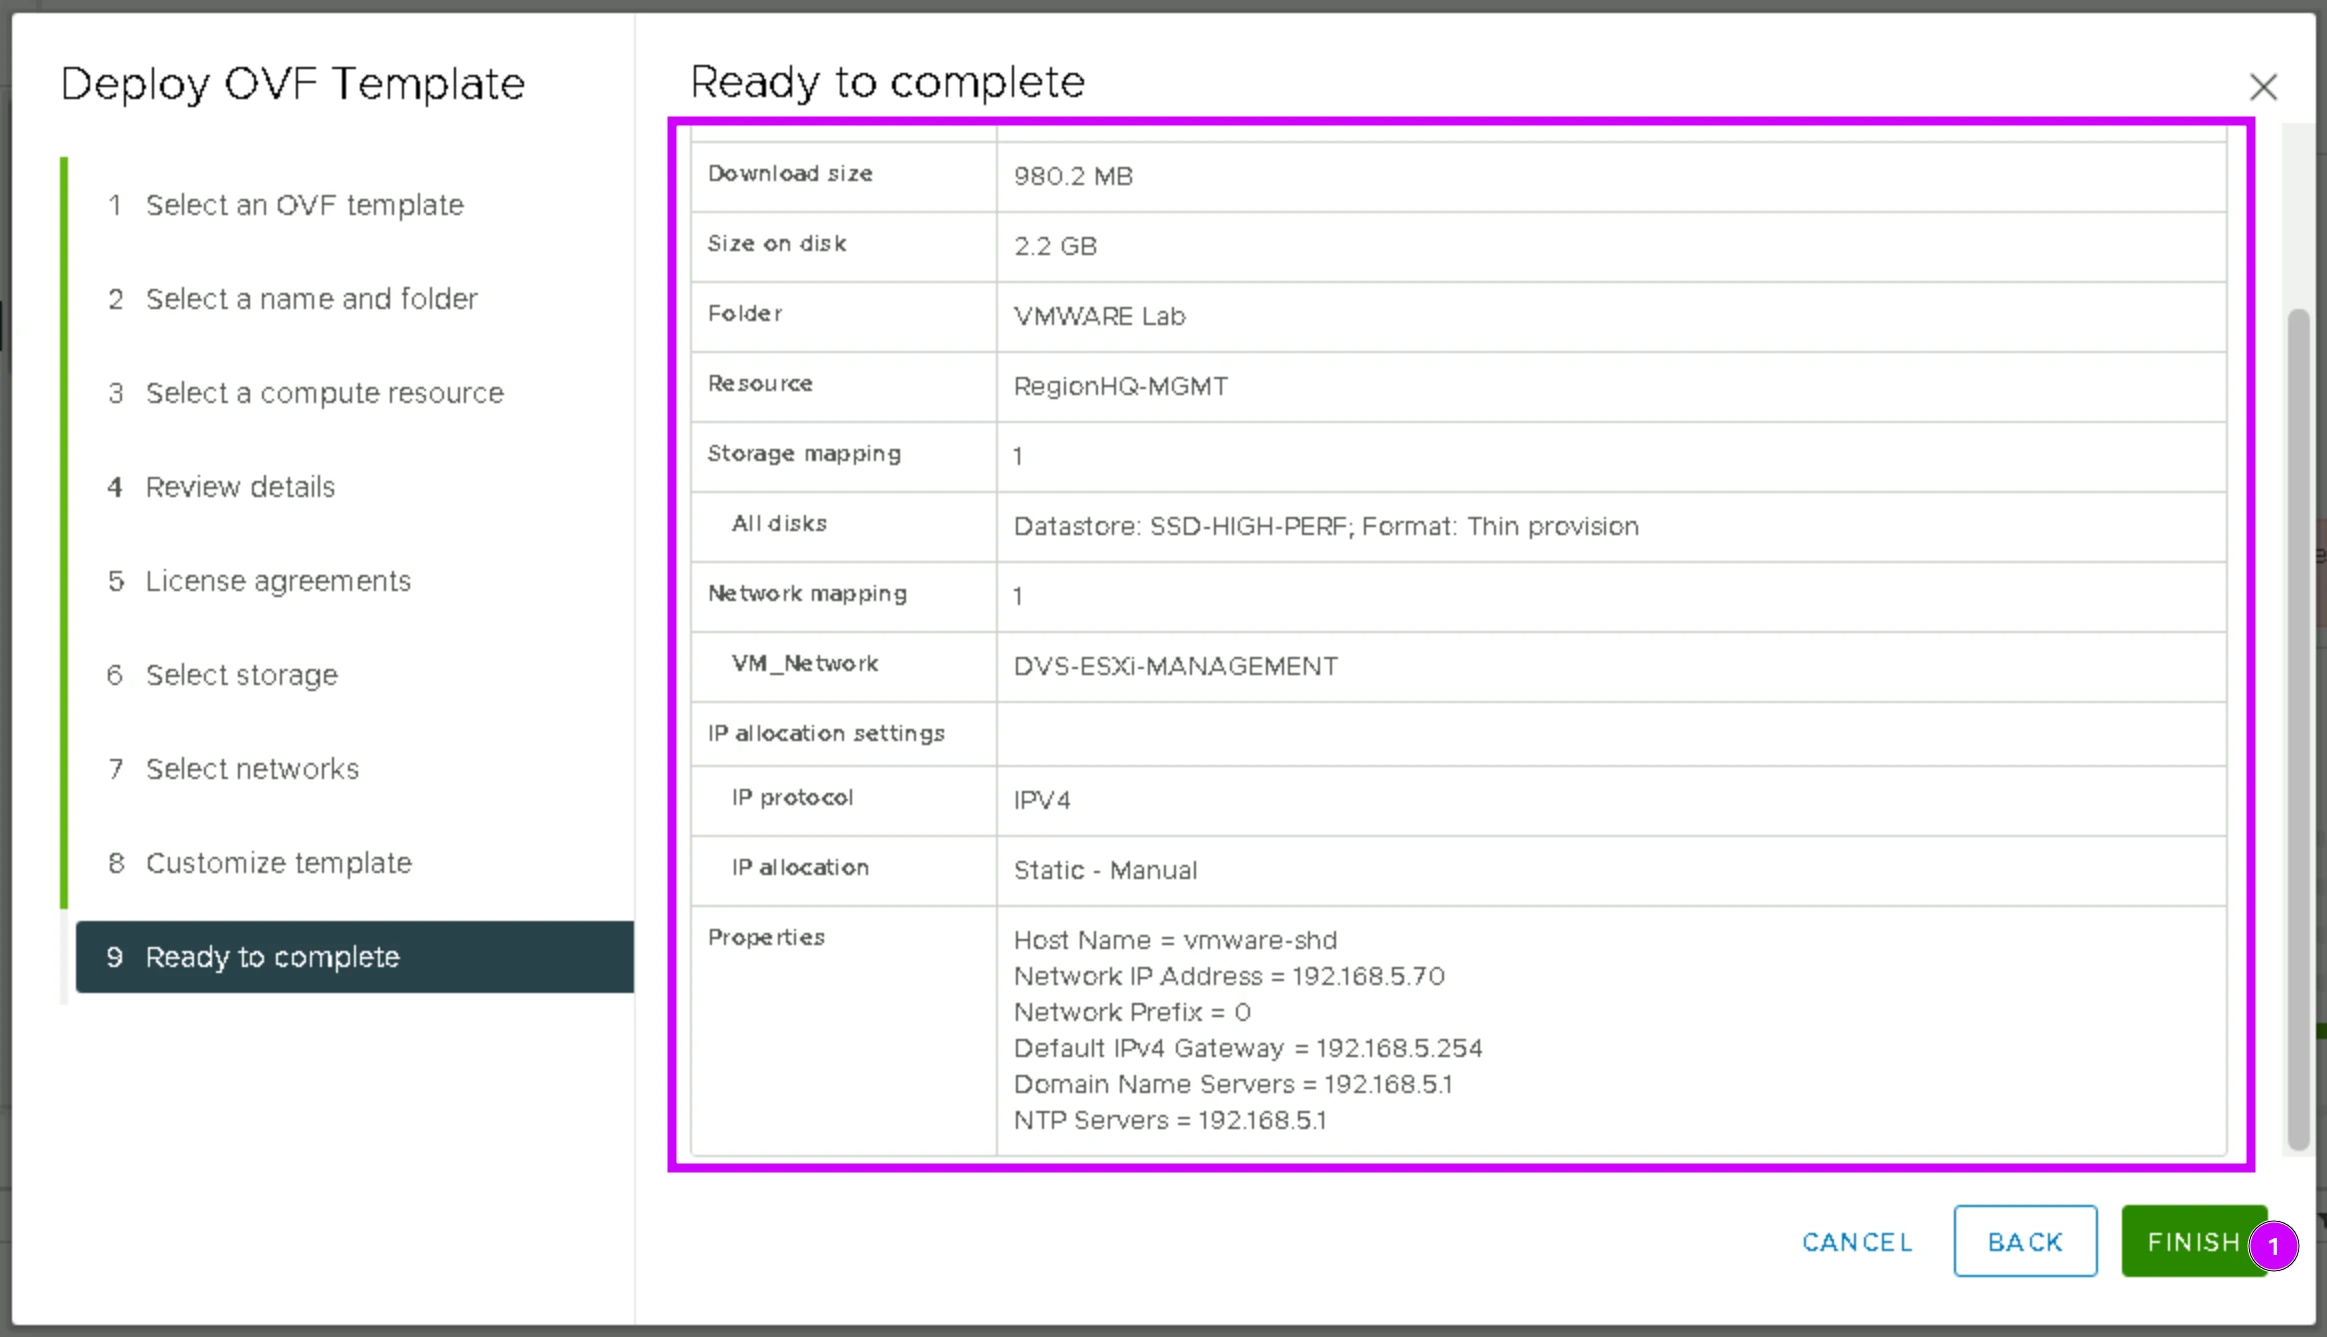 Deploy OVF Template
1 Select an OVF template
2 Select a name and folder
3 Select a compute resource
4 Review details
5 License agreements
6 Select storage
7 Select networks
8 Customize template
9 Ready to complete
Ready to complete
Download size 980.2 MB
Size on disk 2.2 GB
Folder VMWARE Lab
Resource RegionHQ-MGMT
Storage mapping 1
All disks Datastore: SSD-HIGH-PERF; Format: Thin provision
Network mapping 1
VM_Network DVS-ESXi-MANAGEMENT
IP allocation settings
IP protocol IPV4
IP allocation Static - Manual
Properties Host Name = vmware-shd
Network IP Address = 192.168.5.70
Network Prefix = 0
Default IPv4 Gateway = 192.168.5.254
Domain Name Servers = 192.168.5.1
NTP Servers = 192.168.5.1
CANCEL BACK FINISH 1